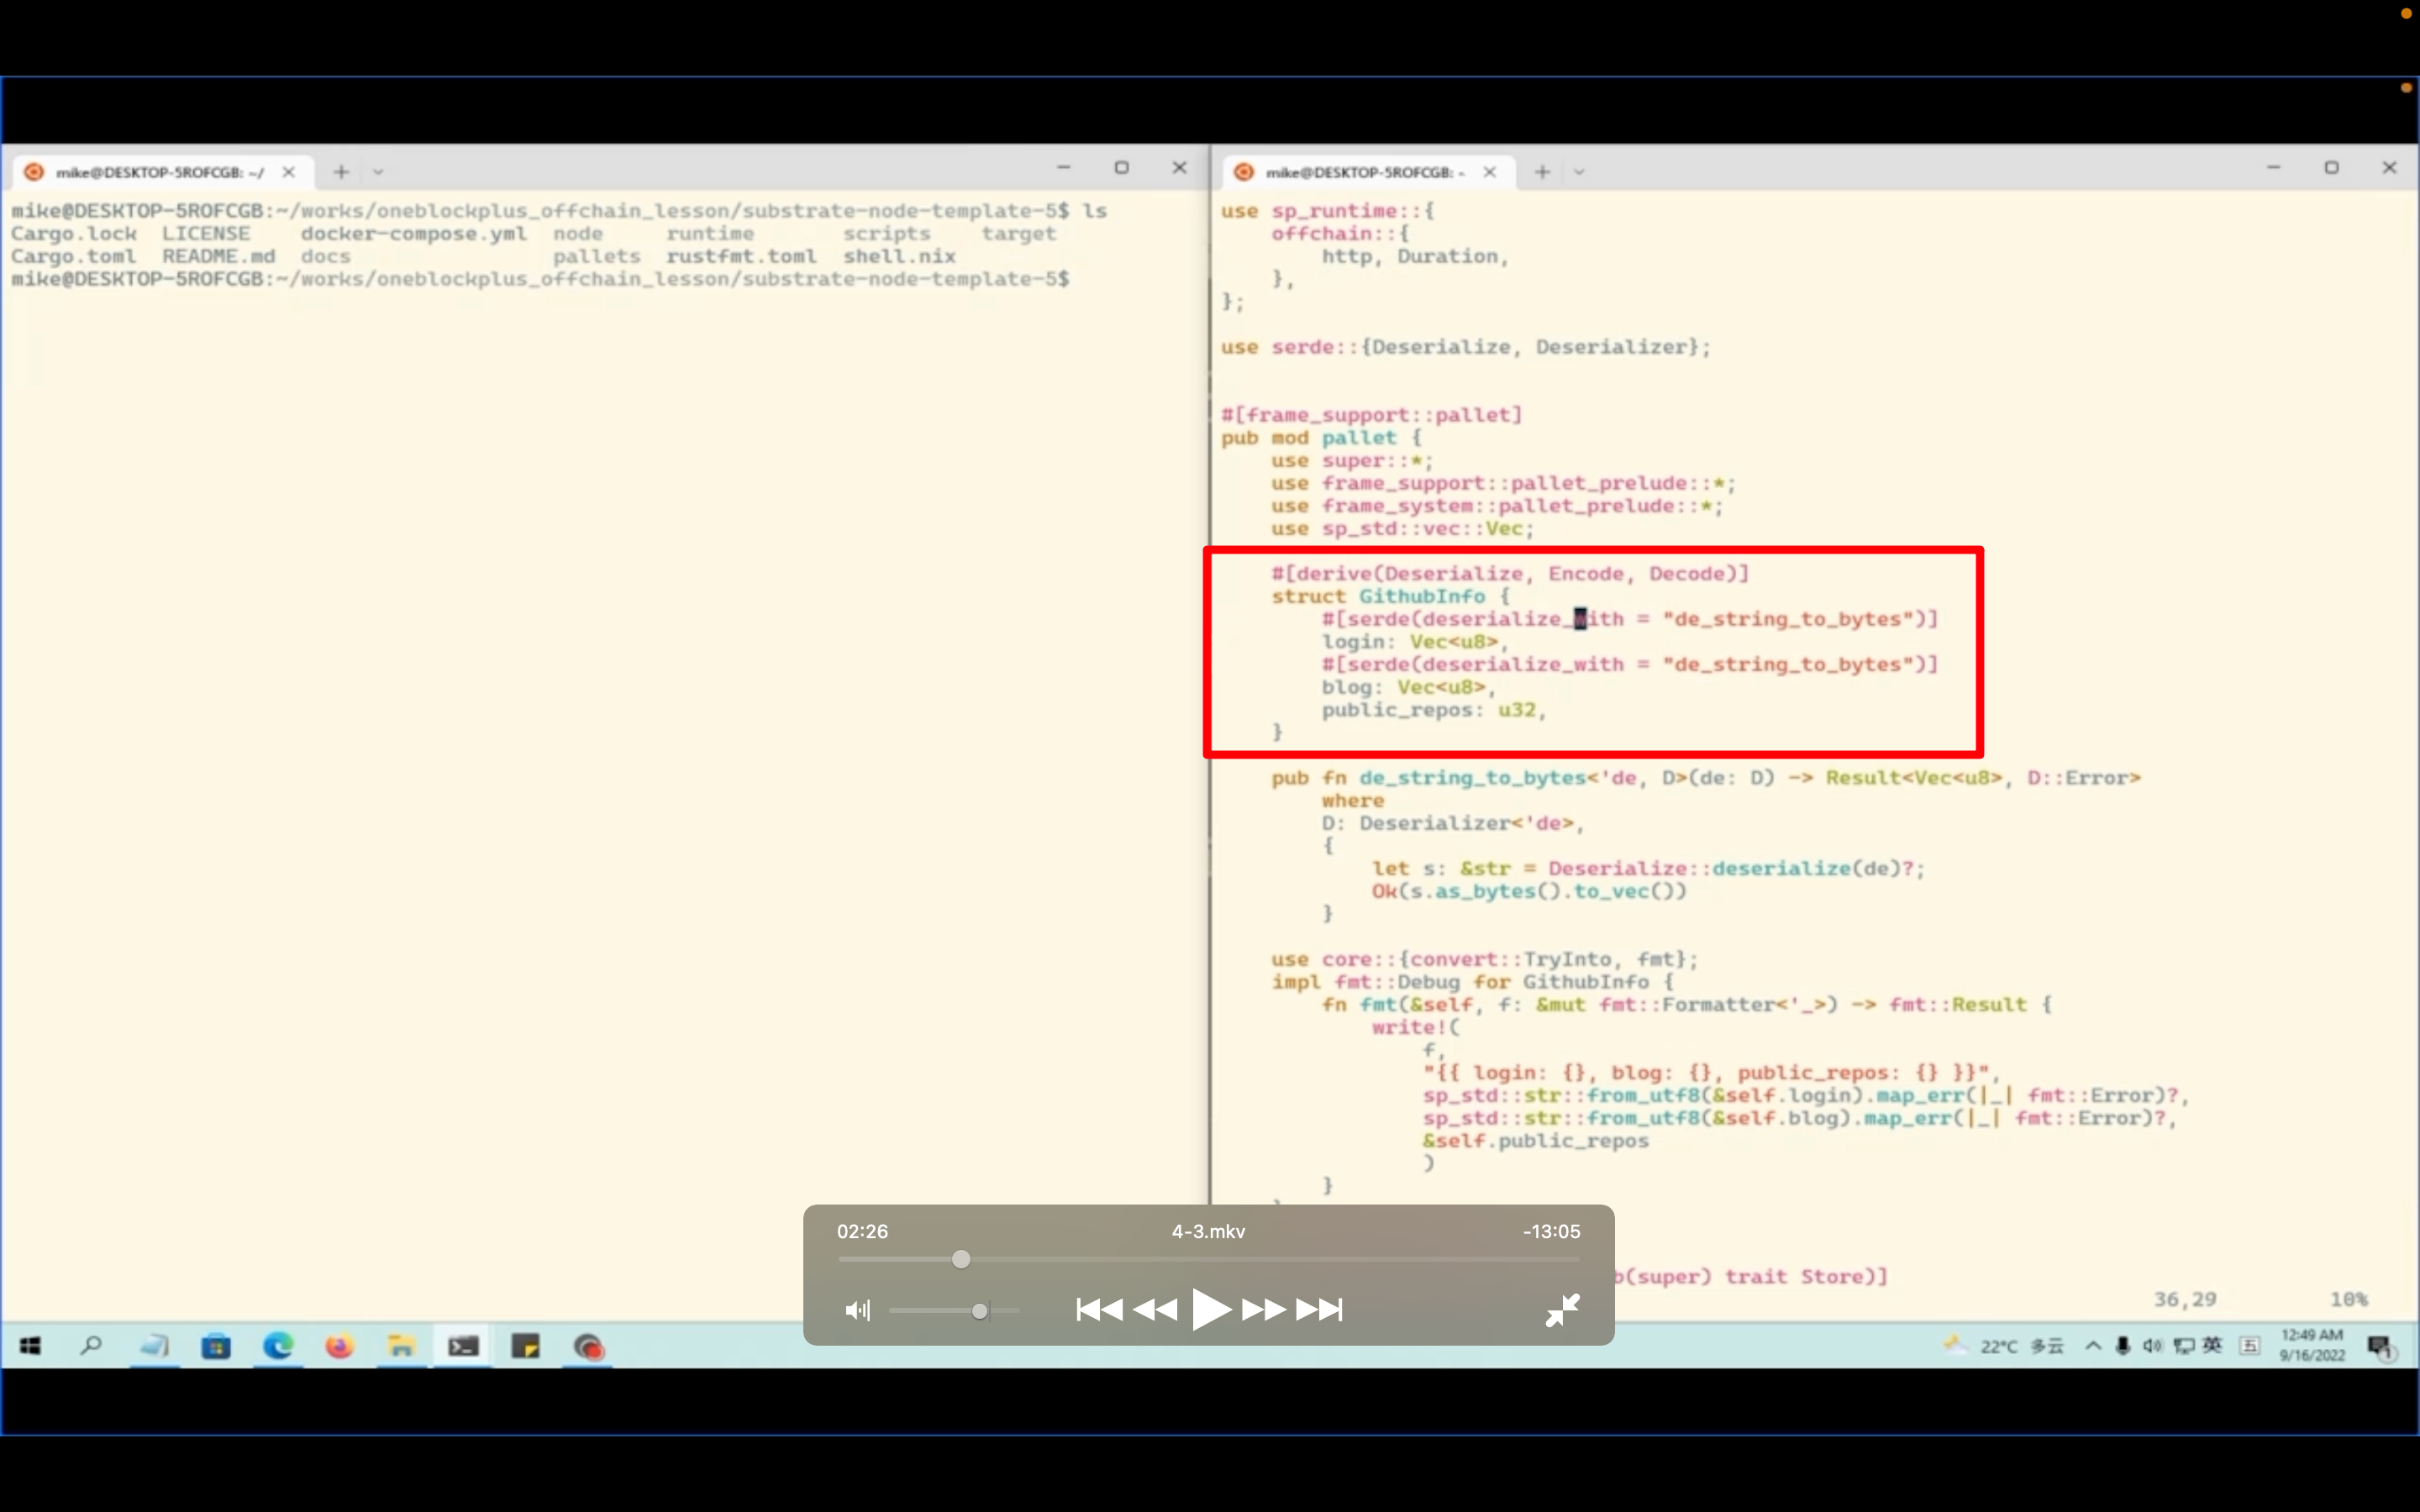 mike@DESKTOP-5ROFCGB: ~/
mike@DESKTOP-5ROFCGB:~/works/oneblockplus_offchain_lesson/substrate-node-template-5$ ls
Cargo.lock LICENSE docker-compose.yml node runtime scripts target
Cargo.toml README.md docs pallets rustfmt.toml shell.nix
mike@DESKTOP-5ROFCGB:~/works/oneblockplus_offchain_lesson/substrate-node-template-5$
mike@DESKTOP-5ROFCGB: ~
use sp_runtime::{
    offchain::{
        http, Duration,
    },
};
use serde::{Deserialize, Deserializer};
#[frame_support::pallet]
pub mod pallet {
    use super::*;
    use frame_support::pallet_prelude::*;
    use frame_system::pallet_prelude::*;
    use sp_std::vec::Vec;
    #[derive(Deserialize, Encode, Decode)]
    struct GithubInfo {
        #[serde(deserialize_with = "de_string_to_bytes")]
        login: Vec<u8>,
        #[serde(deserialize_with = "de_string_to_bytes")]
        blog: Vec<u8>,
        public_repos: u32,
    }
    pub fn de_string_to_bytes<'de, D>(de: D) -> Result<Vec<u8>, D::Error>
        where
        D: Deserializer<'de>,
        {
            let s: &str = Deserialize::deserialize(de)?;
            Ok(s.as_bytes().to_vec())
        }
    use core::{convert::TryInto, fmt};
    impl fmt::Debug for GithubInfo {
        fn fmt(&self, f: &mut fmt::Formatter<'_>) -> fmt::Result {
            write!(
                f,
                "{{ login: {}, blog: {}, public_repos: {} }}",
                sp_std::str::from_utf8(&self.login).map_err(|_| fmt::Error)?,
                sp_std::str::from_utf8(&self.blog).map_err(|_| fmt::Error)?,
                &self.public_repos
                )
        }
b(super) trait Store)]
36,29 10%
02:26 4-3.mkv -13:05
22°C 多云 英 五 12:49 AM
9/16/2022
1